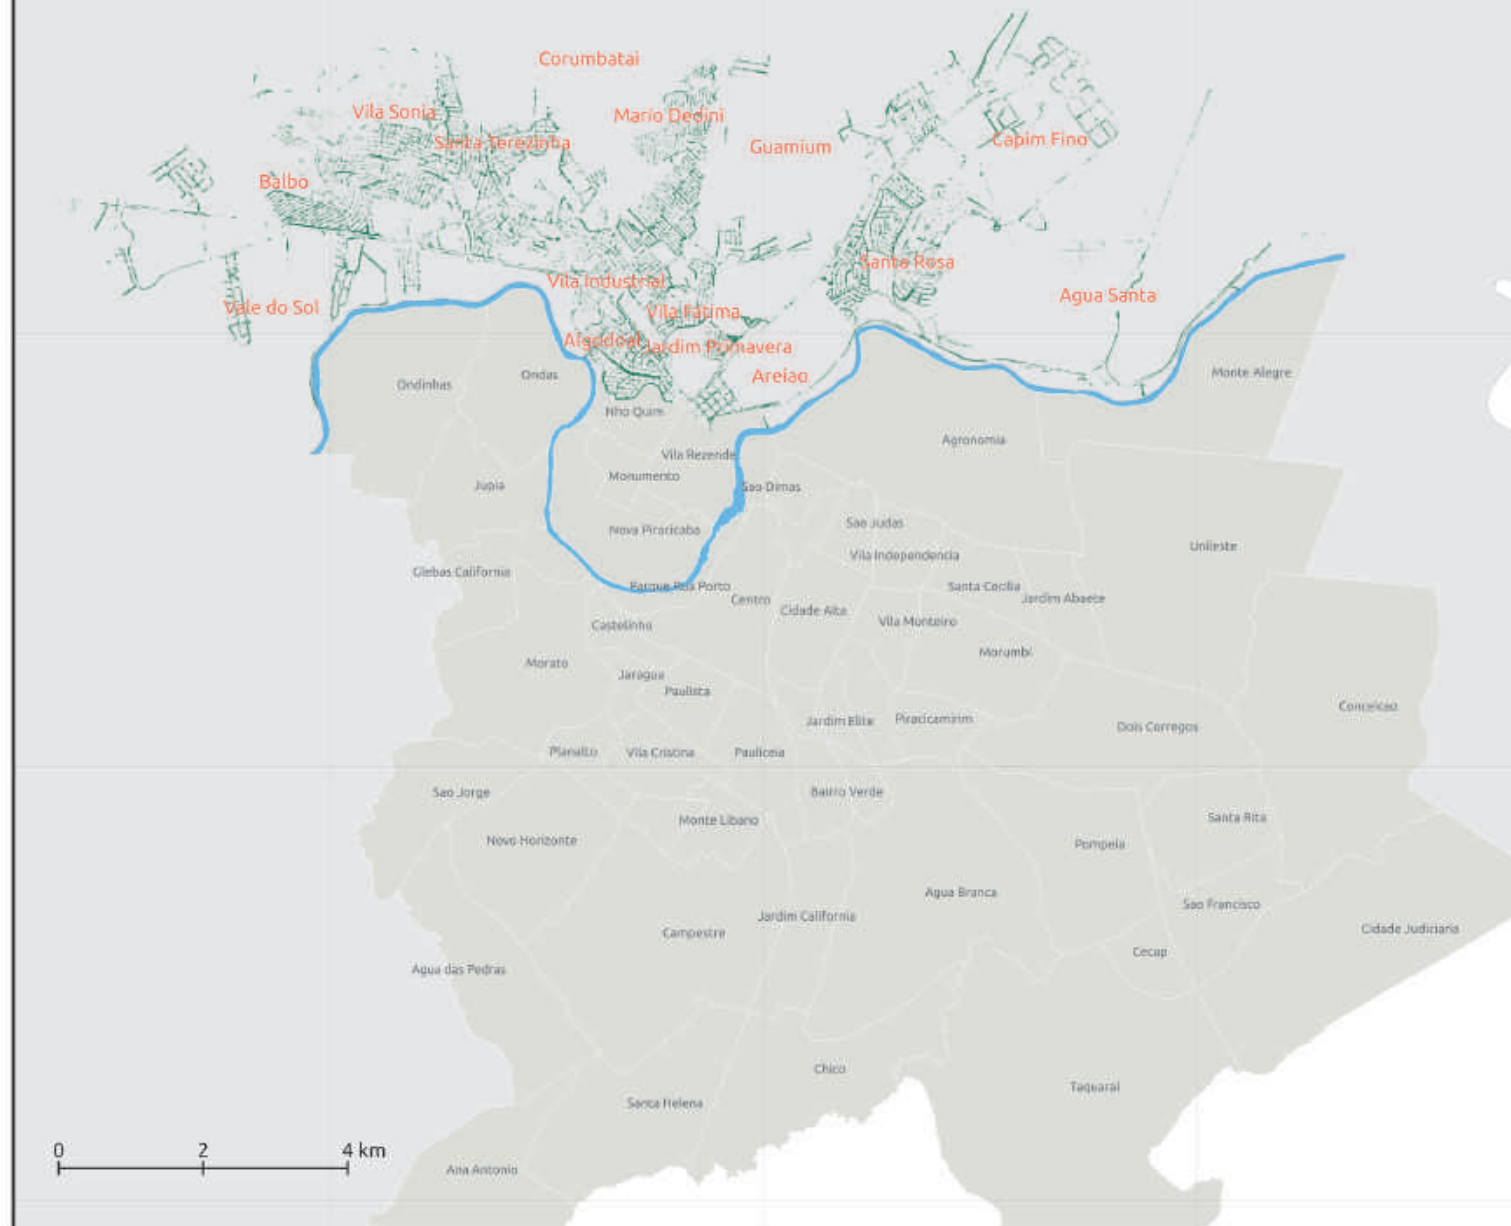 Corumbatai
Vila Sonia
Mario Dedini
Santa Terezinha
Guamium
Capim Fino
Balbo
Santa Rosa
Vila Industrial
Agua Santa
Vale do Sol
Vila Fatima
Algodoal
Jardim Primavera
Areiao
Monte Alegre
Ondas
Ondinhas
Nho Quim
Agronomia
Vila Rezende
Monumento
Jupia
Sao Dimas
Sao Judas
Nova Piracicaba
Unileste
Vila Independencia
Glebas California
Parque Rua Porto
Santa Cecilia
Centro
Jardim Abaete
Cidade Alta
Castelinho
Vila Monteiro
Morumbi
Morato
Jaragua
Paulista
Conceicao
Jardim Elite
Piracicamirim
Dois Corregos
Planalto
Vila Cristina
Pauliceia
Sao Jorge
Bairro Verde
Monte Libano
Santa Rita
Novo Horizonte
Pompeia
Agua Branca
Sao Francisco
Jardim California
Campestre
Cidade Judiciaria
Cecap
Agua das Pedras
Chico
Taquaral
Santa Helena
0 2 4 km
Ana Antonio